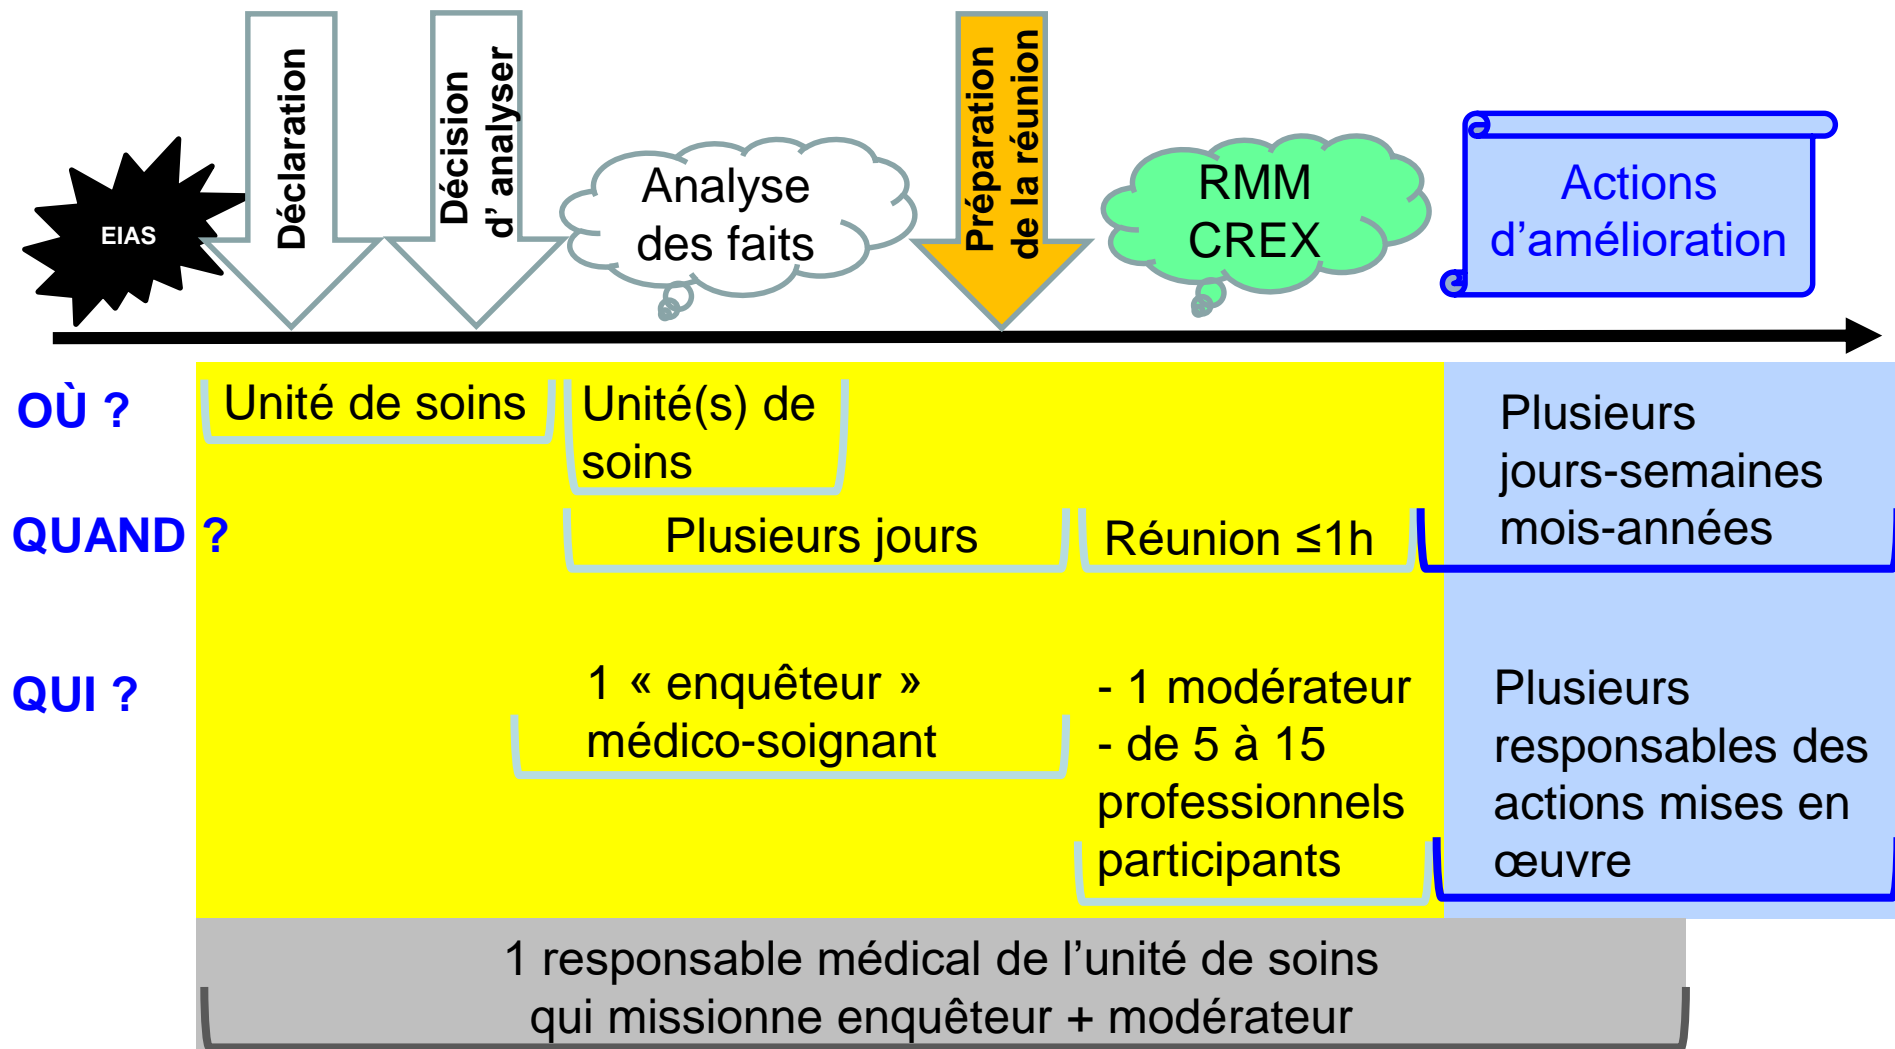 EIAS
Déclaration
Décision
d’ analyser
Analyse
des faits
Préparation
de la réunion
RMM
CREX
Actions
d’amélioration
OÙ ?
Unité de soins
Unité(s) de
soins
Plusieurs
jours-semaines
mois-années
QUAND ?
Plusieurs jours
Réunion ≤1h
QUI ?
1 « enquêteur »
médico-soignant
- 1 modérateur
- de 5 à 15
professionnels
participants
Plusieurs
responsables des
actions mises en
œuvre
1 responsable médical de l’unité de soins
qui missionne enquêteur + modérateur